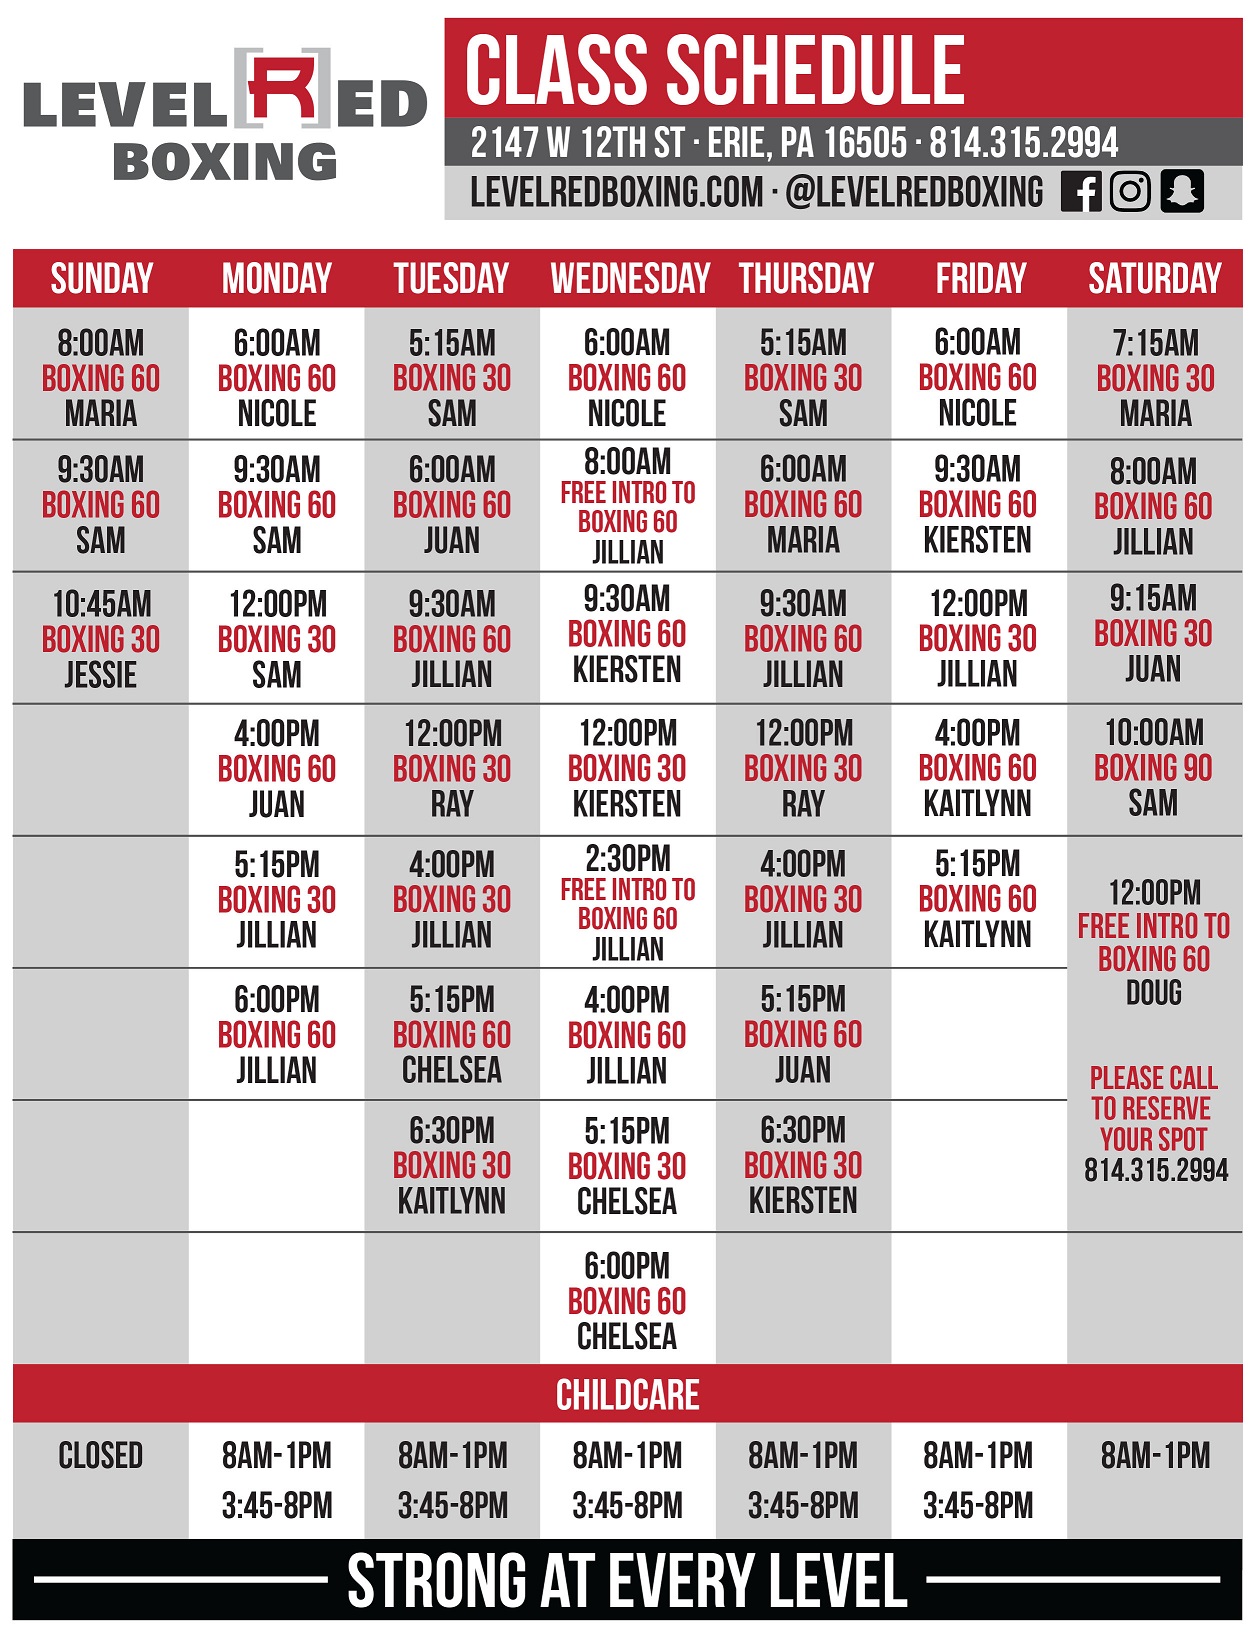 LEVEL RED
BOXING
CLASS SCHEDULE
2147 W 12TH ST · ERIE, PA 16505 · 814.315.2994
LEVELREDBOXING.COM · @LEVELREDBOXING
SUNDAY MONDAY TUESDAY WEDNESDAY THURSDAY FRIDAY SATURDAY
8:00AM
BOXING 60
MARIA
6:00AM
BOXING 60
NICOLE
5:15AM
BOXING 30
SAM
6:00AM
BOXING 60
NICOLE
5:15AM
BOXING 30
SAM
6:00AM
BOXING 60
NICOLE
7:15AM
BOXING 30
MARIA
9:30AM
BOXING 60
SAM
9:30AM
BOXING 60
SAM
6:00AM
BOXING 60
JUAN
8:00AM
FREE INTRO TO
BOXING 60
JILLIAN
6:00AM
BOXING 60
MARIA
9:30AM
BOXING 60
KIERSTEN
8:00AM
BOXING 60
JILLIAN
10:45AM
BOXING 30
JESSIE
12:00PM
BOXING 30
SAM
9:30AM
BOXING 60
JILLIAN
9:30AM
BOXING 60
KIERSTEN
9:30AM
BOXING 60
JILLIAN
12:00PM
BOXING 30
JILLIAN
9:15AM
BOXING 30
JUAN
4:00PM
BOXING 60
JUAN
12:00PM
BOXING 30
RAY
12:00PM
BOXING 30
KIERSTEN
12:00PM
BOXING 30
RAY
4:00PM
BOXING 60
KAITLYNN
10:00AM
BOXING 90
SAM
5:15PM
BOXING 30
JILLIAN
4:00PM
BOXING 30
JILLIAN
2:30PM
FREE INTRO TO
BOXING 60
JILLIAN
4:00PM
BOXING 30
JILLIAN
5:15PM
BOXING 60
KAITLYNN
12:00PM
FREE INTRO TO
BOXING 60
DOUG
6:00PM
BOXING 60
JILLIAN
5:15PM
BOXING 60
CHELSEA
4:00PM
BOXING 60
JILLIAN
5:15PM
BOXING 60
JUAN
PLEASE CALL
TO RESERVE
YOUR SPOT
814.315.2994
6:30PM
BOXING 30
KAITLYNN
5:15PM
BOXING 30
CHELSEA
6:30PM
BOXING 30
KIERSTEN
6:00PM
BOXING 60
CHELSEA
CHILDCARE
CLOSED 8AM-1PM 8AM-1PM 8AM-1PM 8AM-1PM 8AM-1PM 8AM-1PM
3:45-8PM 3:45-8PM 3:45-8PM 3:45-8PM 3:45-8PM
STRONG AT EVERY LEVEL